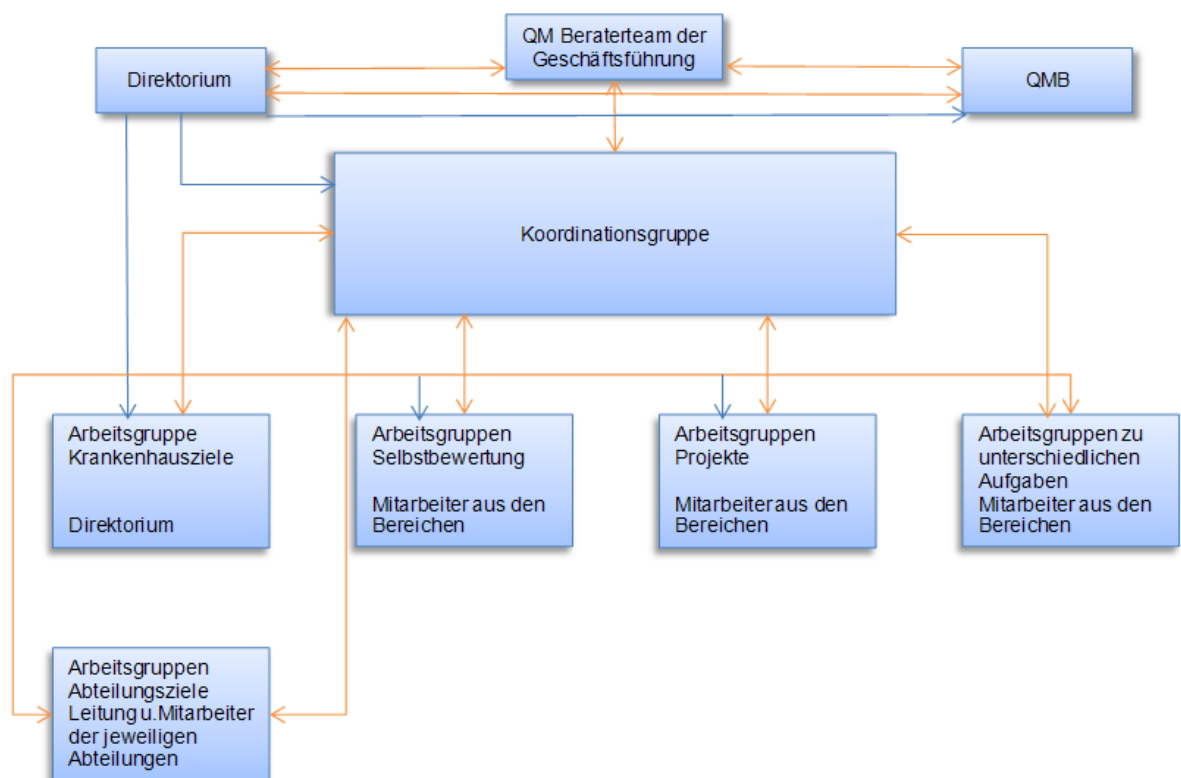 QM Beraterteam der
Geschäftsführung
Direktorium
QMB
Koordinationsgruppe
Arbeitsgruppe
Krankenhausziele
Direktorium
Arbeitsgruppen
Selbstbewertung
Mitarbeiter aus den
Bereichen
Arbeitsgruppen
Projekte
Mitarbeiter aus den
Bereichen
Arbeitsgruppen zu
unterschiedlichen
Aufgaben
Mitarbeiter aus den
Bereichen
Arbeitsgruppen
Abteilungsziele
Leitung u.Mitarbeiter
der jeweiligen
Abteilungen